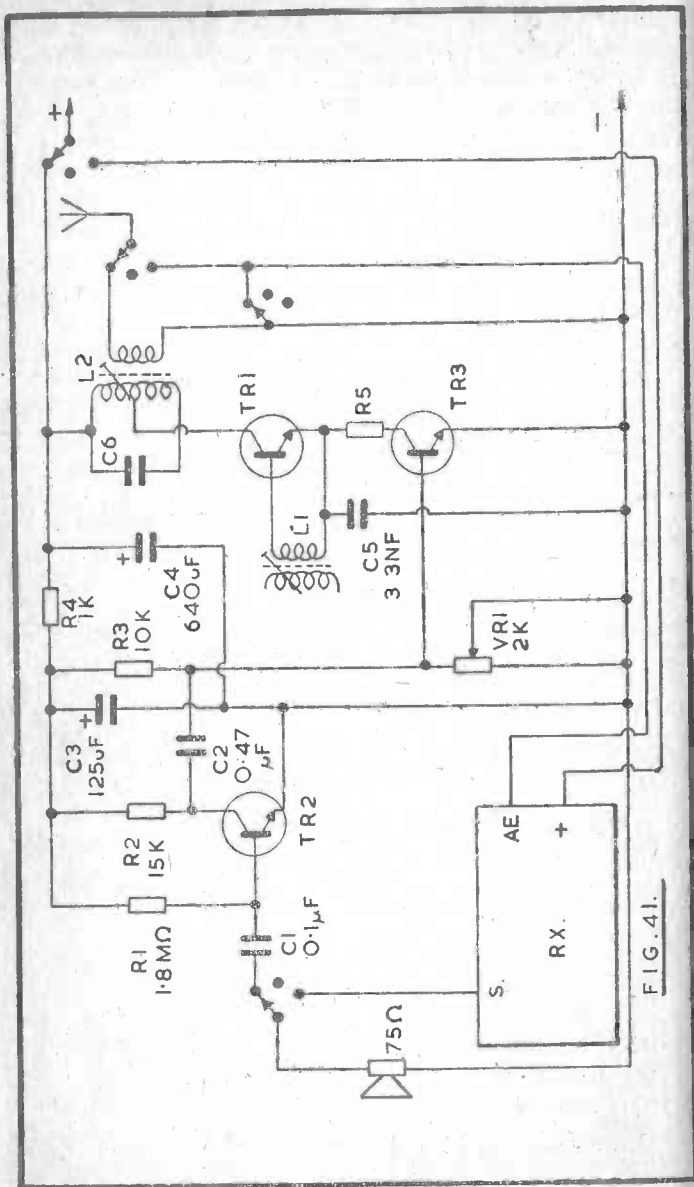 R1
1·8MΩ
R2
15K
C3
125uF
+
R4
1K
R3
10K
C4
640uF
+
C6
L2
+
C1
0·1µF
TR2
C2
0·47
µF
L1
TR1
C5
3 3NF
R5
TR3
VR1
2K
75Ω
S.
RX.
AE
+
−
FIG.41.